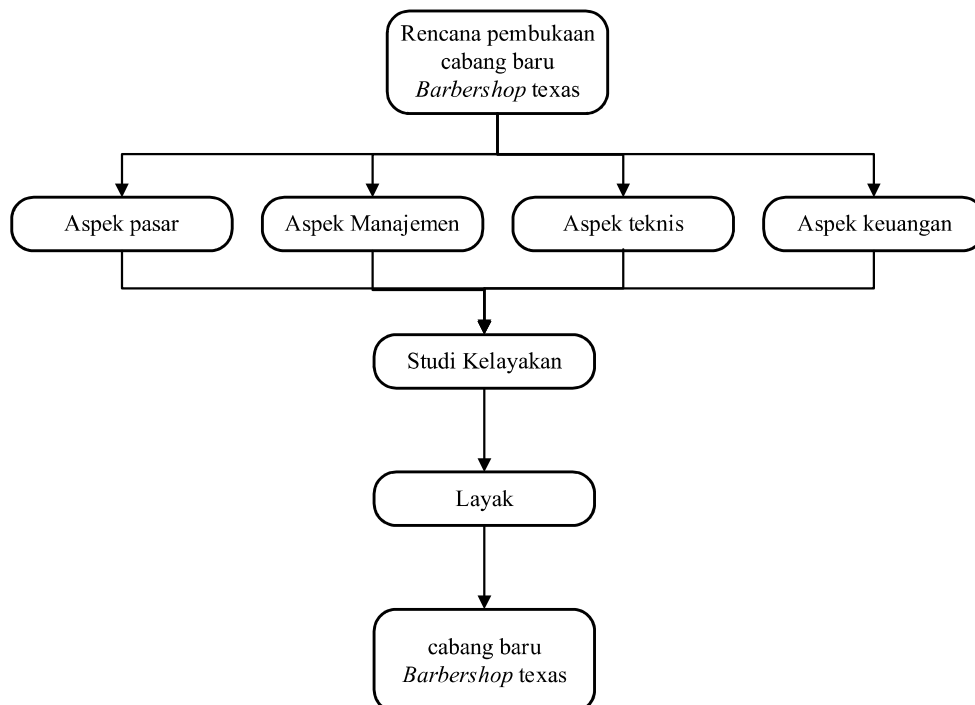 Rencana pembukaan
cabang baru
Barbershop texas
Aspek pasar
Aspek Manajemen
Aspek teknis
Aspek keuangan
Studi Kelayakan
Layak
cabang baru
Barbershop texas